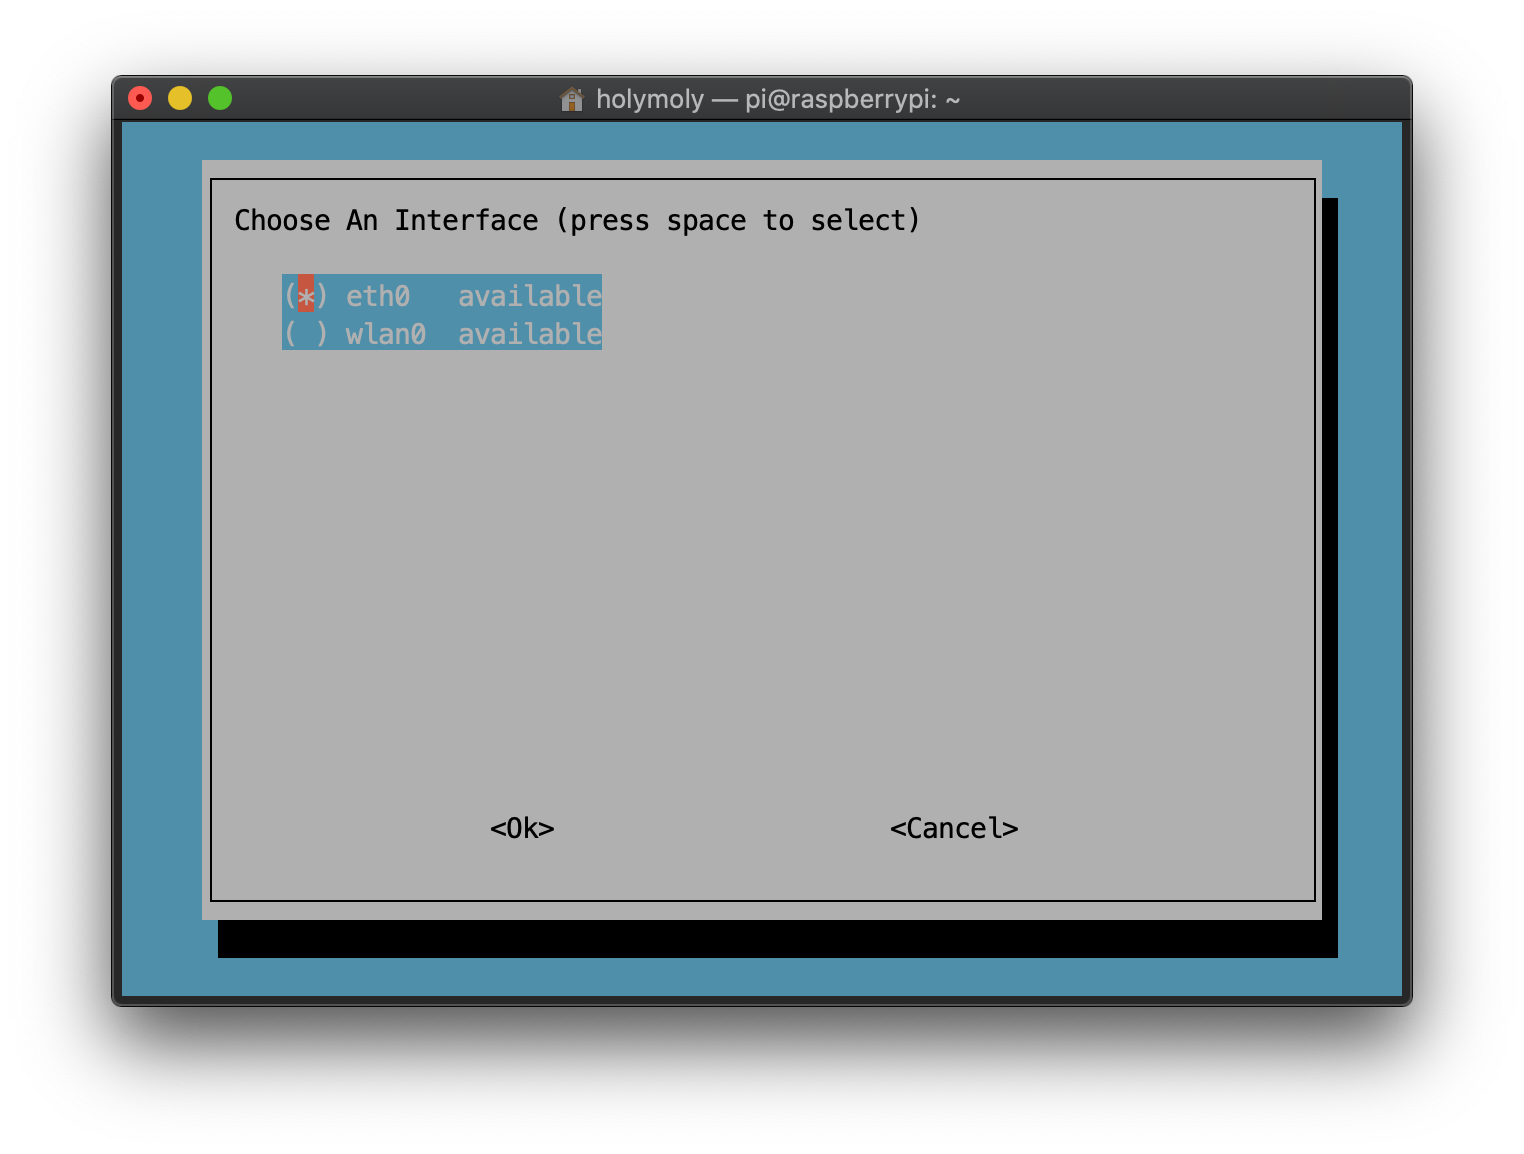 holymoly — pi@raspberrypi: ~
Choose An Interface (press space to select)
(*) eth0   available
( ) wlan0  available
<Ok>                     <Cancel>